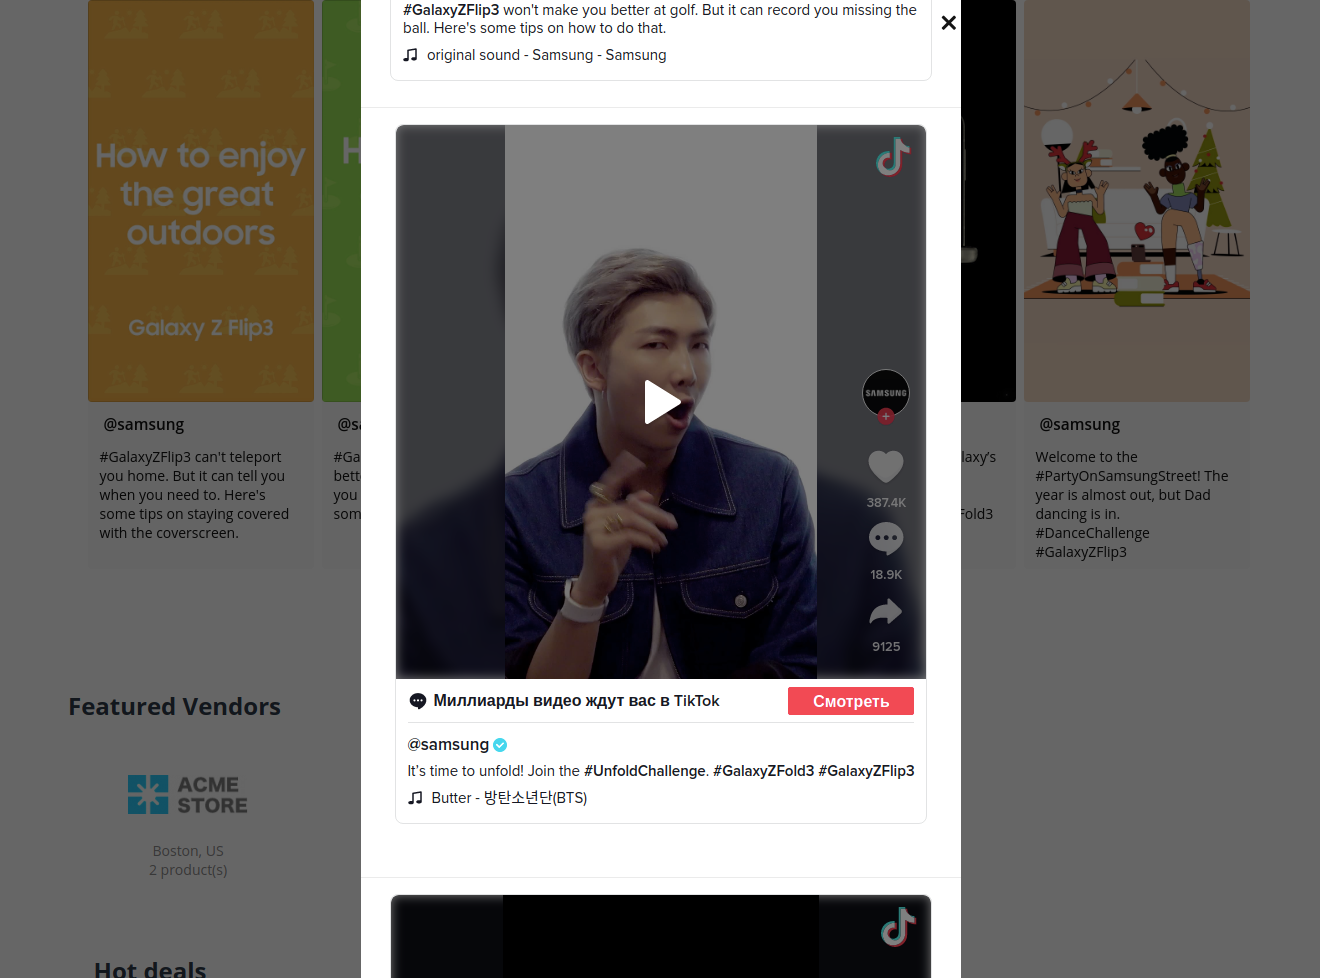 #GalaxyZFlip3 won't make you better at golf. But it can record you missing the
ball. Here's some tips on how to do that.
original sound - Samsung - Samsung
How to enjoy
the great
outdoors
Galaxy Z Flip3
@samsung
#GalaxyZFlip3 can't teleport
you home. But it can tell you
when you need to. Here's
some tips on staying covered
with the coverscreen.
H
@sa
#Ga
bett
you
som
SAMSUNG
387.4K
18.9K
9125
Миллиарды видео ждут вас в TikTok
Смотреть
@samsung
It’s time to unfold! Join the #UnfoldChallenge. #GalaxyZFold3 #GalaxyZFlip3
Butter - 방탄소년단(BTS)
laxy’s
Fold3
@samsung
Welcome to the
#PartyOnSamsungStreet! The
year is almost out, but Dad
dancing is in.
#DanceChallenge
#GalaxyZFlip3
Featured Vendors
ACME
STORE
Boston, US
2 product(s)
Hot deals